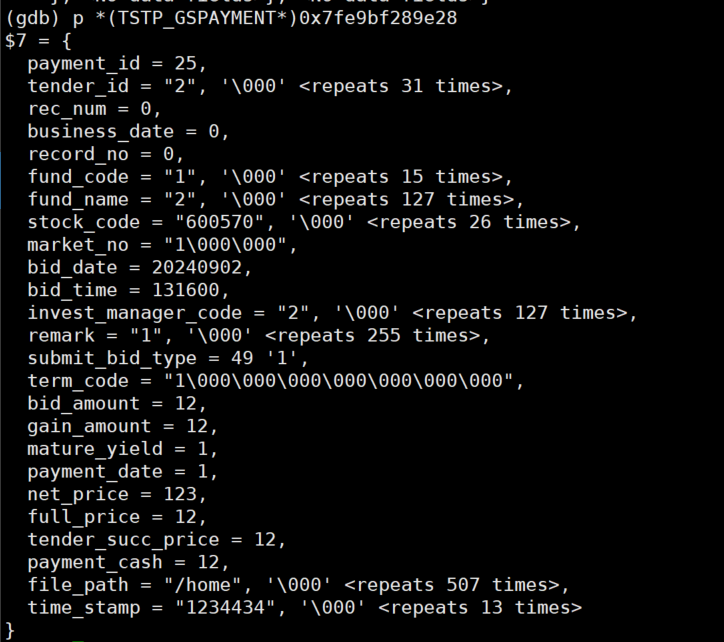 (gdb) p *(TSTP_GSPAYMENT*)0x7fe9bf289e28
$7 = {
  payment_id = 25,
  tender_id = "2", '\000' <repeats 31 times>,
  rec_num = 0,
  business_date = 0,
  record_no = 0,
  fund_code = "1", '\000' <repeats 15 times>,
  fund_name = "2", '\000' <repeats 127 times>,
  stock_code = "600570", '\000' <repeats 26 times>,
  market_no = "1\000\000",
  bid_date = 20240902,
  bid_time = 131600,
  invest_manager_code = "2", '\000' <repeats 127 times>,
  remark = "1", '\000' <repeats 255 times>,
  submit_bid_type = 49 '1',
  term_code = "1\000\000\000\000\000\000\000",
  bid_amount = 12,
  gain_amount = 12,
  mature_yield = 1,
  payment_date = 1,
  net_price = 123,
  full_price = 12,
  tender_succ_price = 12,
  payment_cash = 12,
  file_path = "/home", '\000' <repeats 507 times>,
  time_stamp = "1234434", '\000' <repeats 13 times>
}